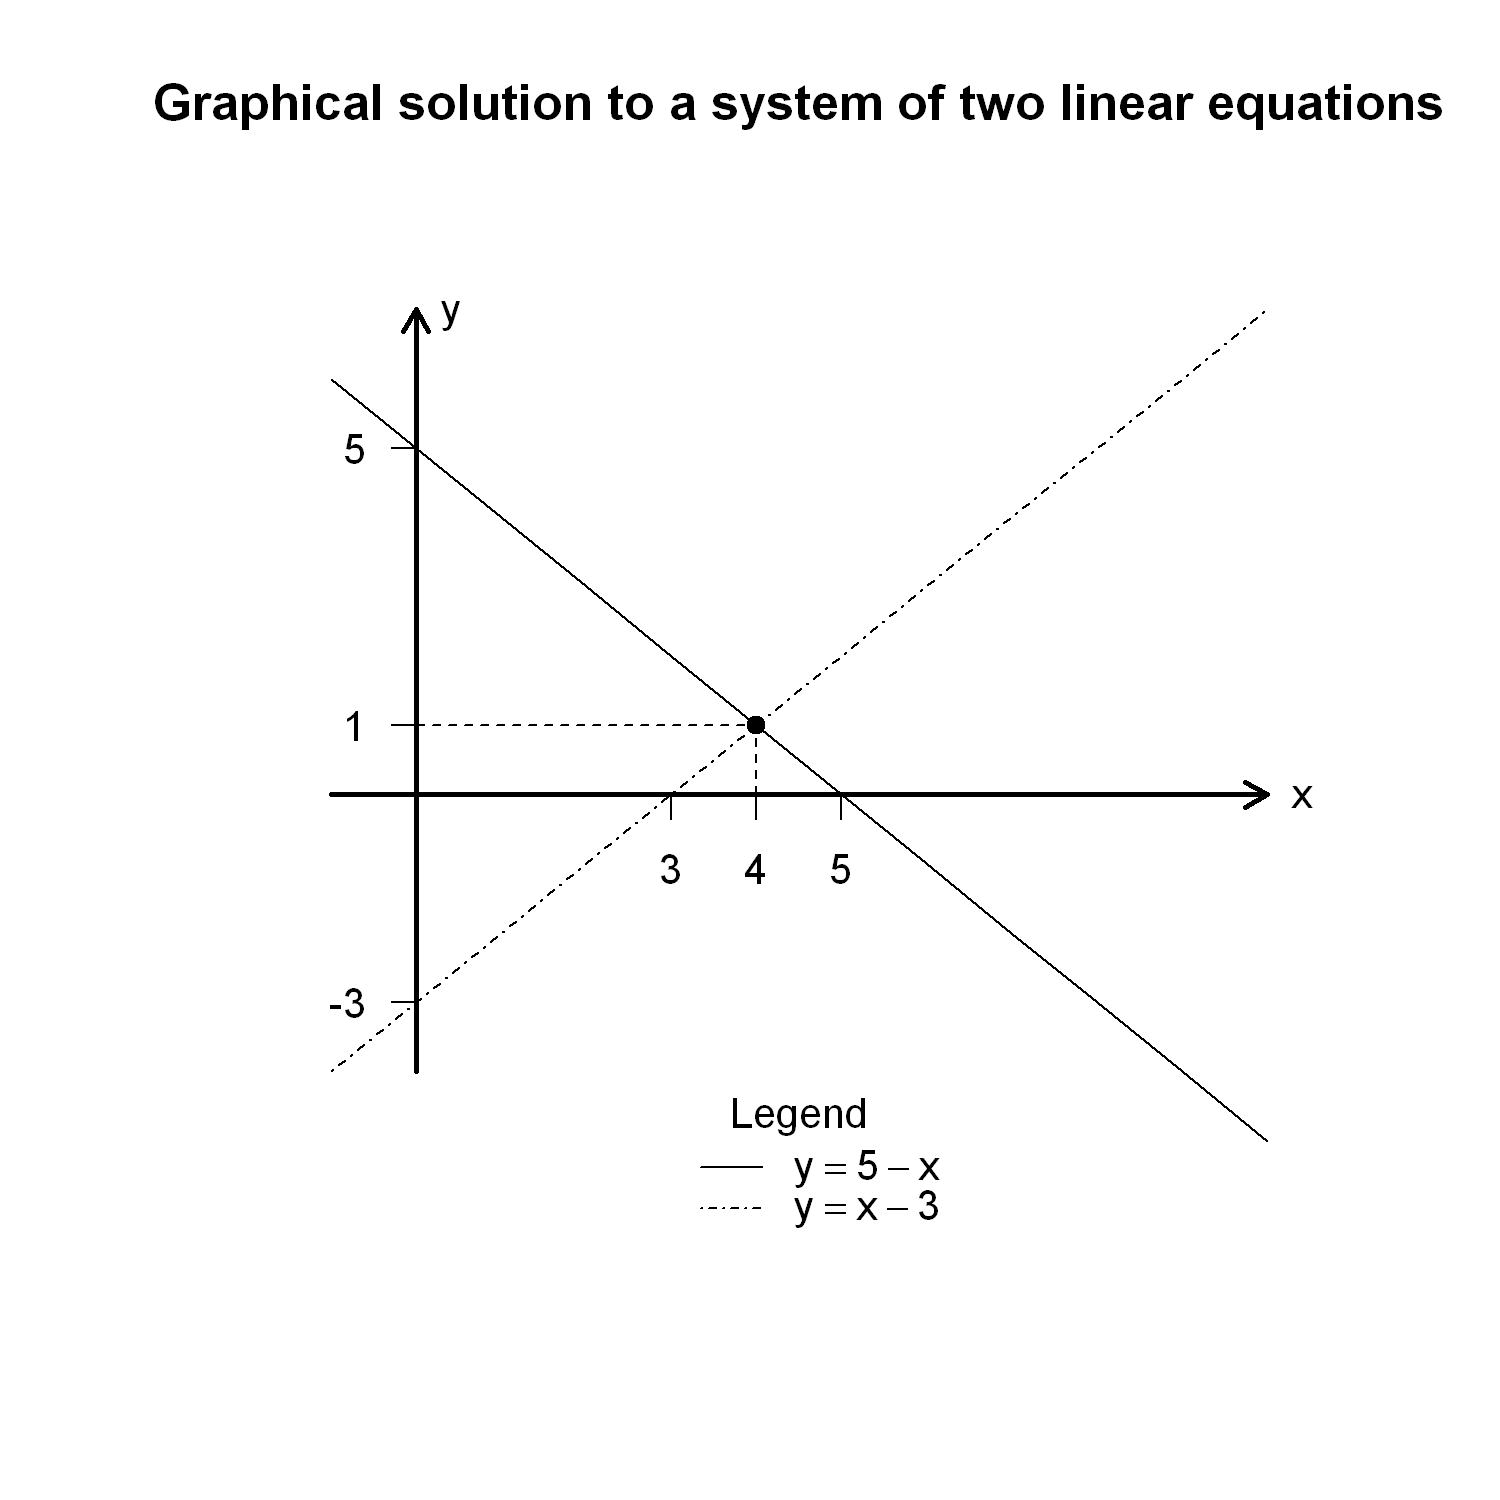 Graphical solution to a system of two linear equations
y
5
1
x
3 4 5
-3
Legend
y = 5 − x
y = x − 3